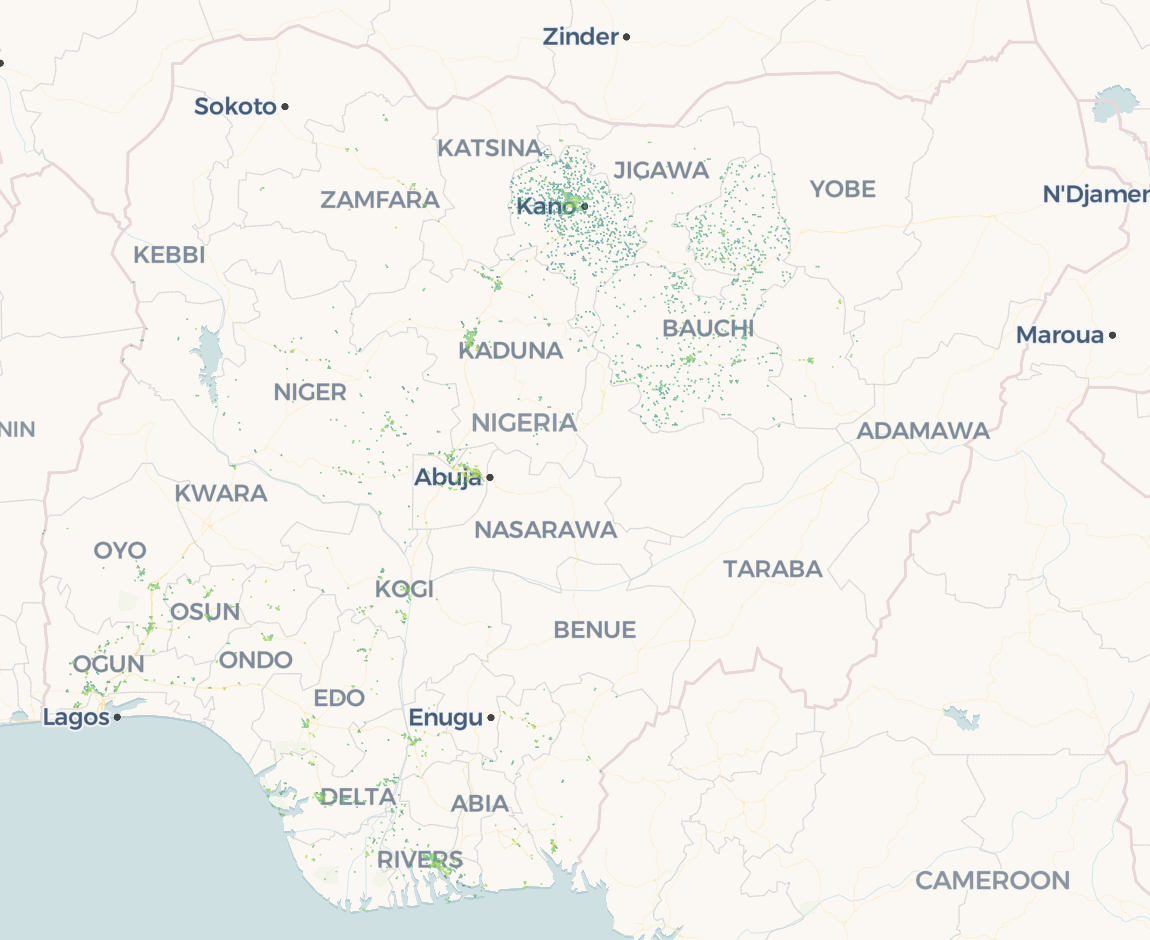 Zinder
Sokoto
KATSINA
JIGAWA
YOBE
ZAMFARA
Kano
N'Djamer
KEBBI
BAUCHI
Maroua
KADUNA
NIGER
NIGERIA
NIN
ADAMAWA
Abuja
KWARA
NASARAWA
OYO
TARABA
KOGI
OSUN
BENUE
OGUN
ONDO
EDO
Lagos
Enugu
DELTA
ABIA
RIVERS
CAMEROON